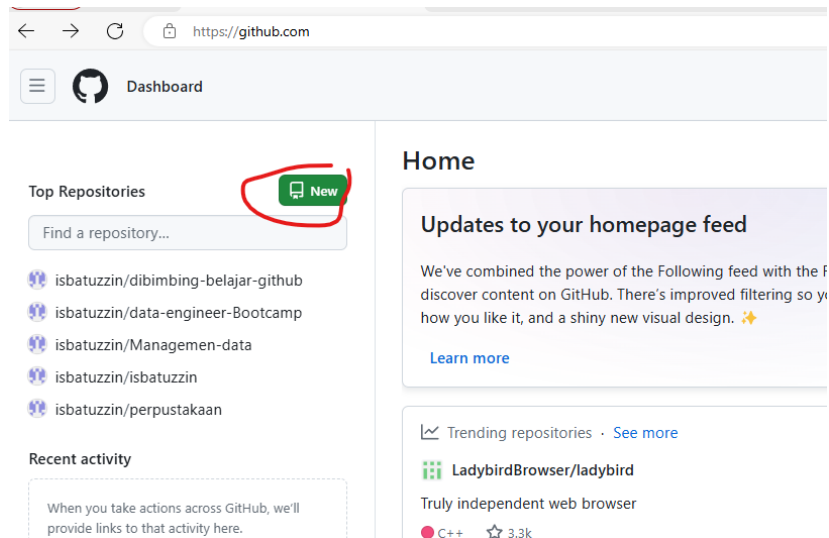 https://github.com
Dashboard
Top Repositories
New
Find a repository...
isbatuzzin/dibimbing-belajar-github
isbatuzzin/data-engineer-Bootcamp
isbatuzzin/Managemen-data
isbatuzzin/isbatuzzin
isbatuzzin/perpustakaan
Recent activity
When you take actions across GitHub, we'll
provide links to that activity here.
Home
Updates to your homepage feed
We've combined the power of the Following feed with the
discover content on GitHub. There's improved filtering so
how you like it, and a shiny new visual design. ✨
Learn more
Trending repositories · See more
LadybirdBrowser/ladybird
Truly independent web browser
C++ 3.3k